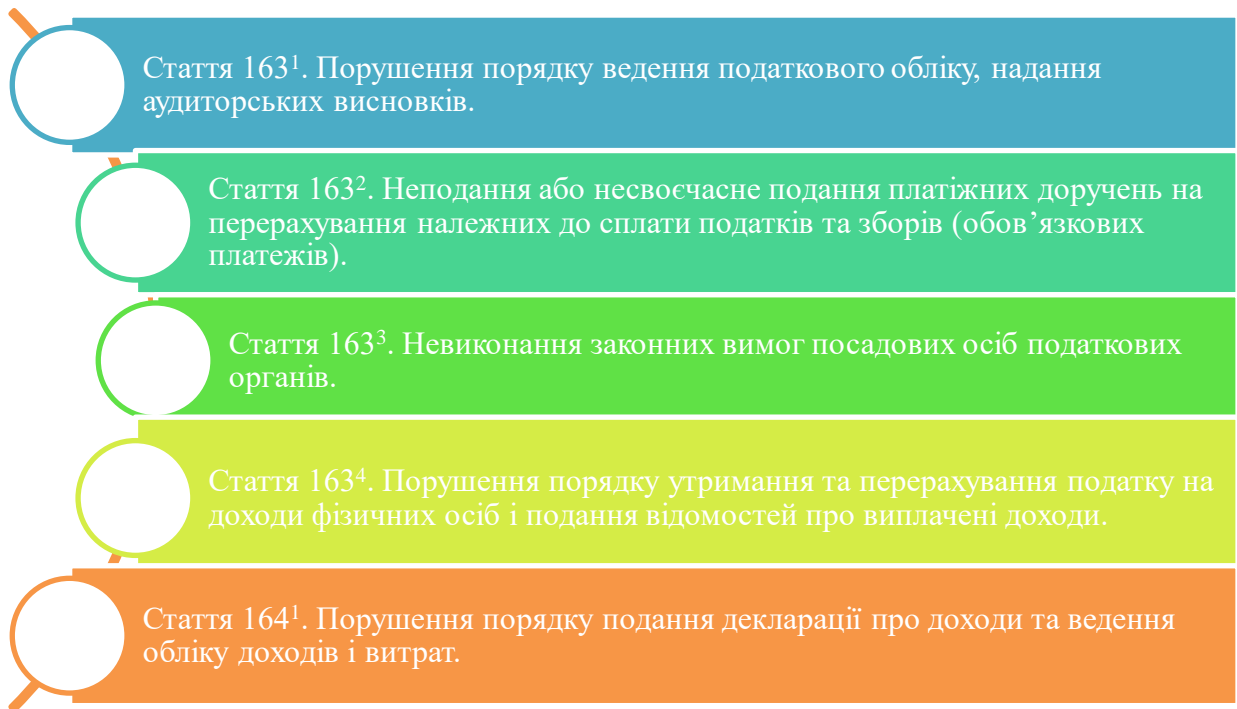 Стаття 163¹. Порушення порядку ведення податкового обліку, надання
аудиторських висновків.
Стаття 163². Неподання або несвоєчасне подання платіжних доручень на
перерахування належних до сплати податків та зборів (обов’язкових
платежів).
Стаття 163³. Невиконання законних вимог посадових осіб податкових
органів.
Стаття 163⁴. Порушення порядку утримання та перерахування податку на
доходи фізичних осіб і подання відомостей про виплачені доходи.
Стаття 164¹. Порушення порядку подання декларації про доходи та ведення
обліку доходів і витрат.